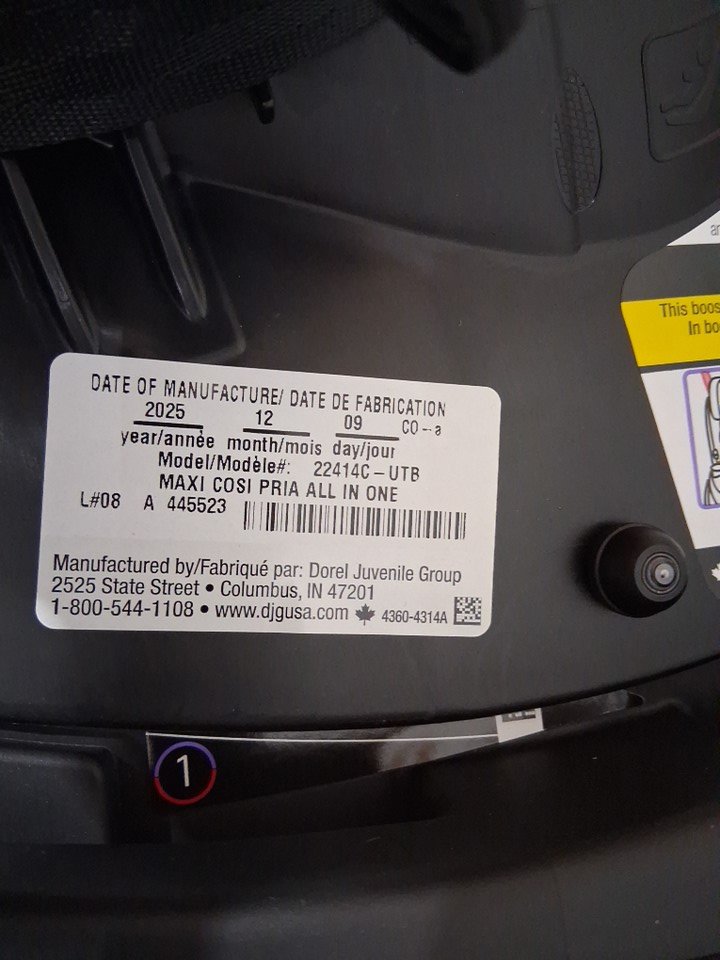 DATE OF MANUFACTURE/ DATE DE FABRICATION
2025 12 09 CO-a
year/année month/mois day/jour
Model/Modèle#: 22414C-UTB
MAXI COSI PRIA ALL IN ONE
L#08 A 445523
Manufactured by/Fabriqué par: Dorel Juvenile Group
2525 State Street • Columbus, IN 47201
1-800-544-1108 • www.djgusa.com 4360-4314A
This
In
1